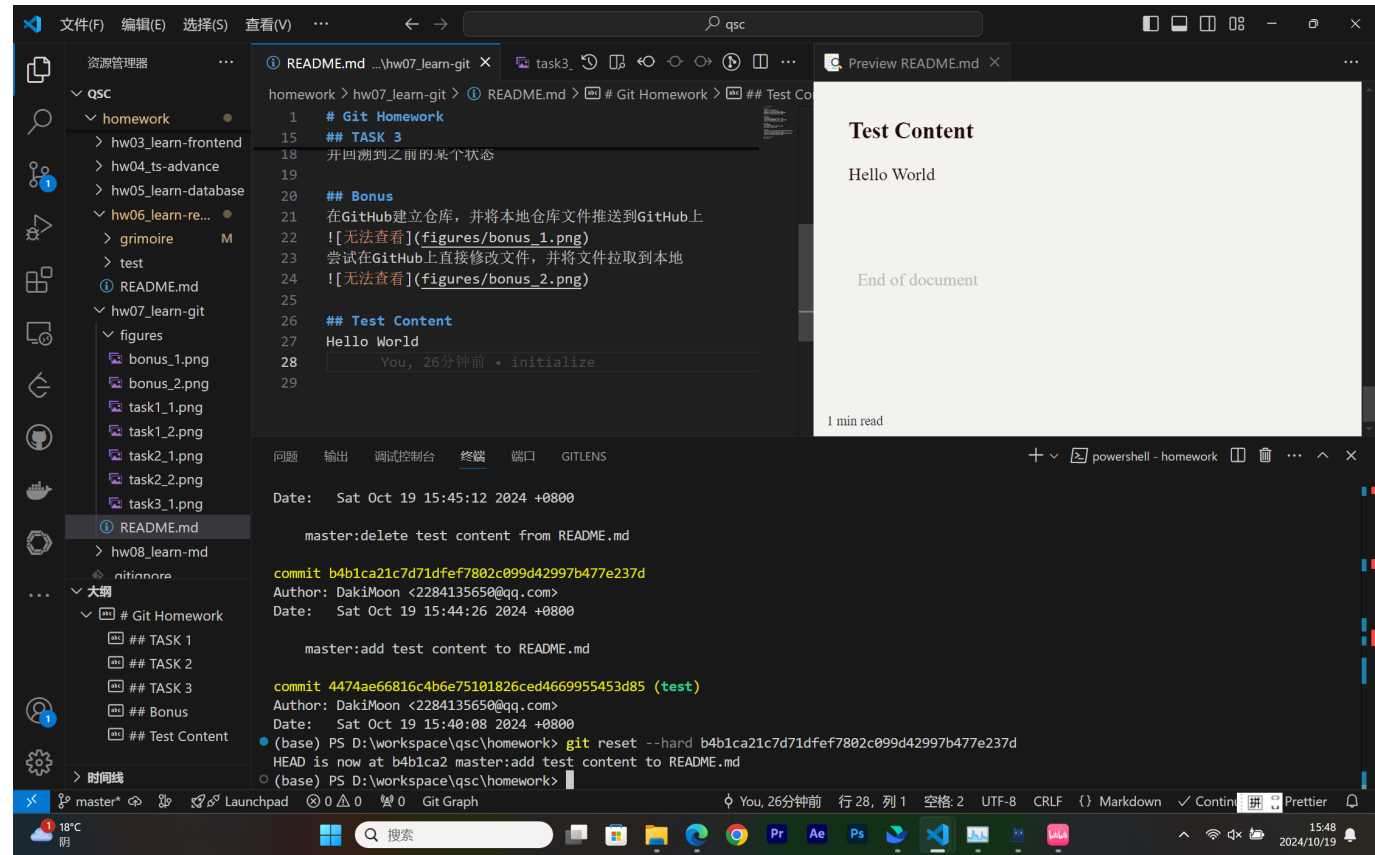 文件(F) 编辑(E) 选择(S) 查看(V) ··· qsc
资源管理器 ···
QSC
homework
hw03_learn-frontend
hw04_ts-advance
hw05_learn-database
hw06_learn-re...
grimoire M
test
README.md
hw07_learn-git
figures
bonus_1.png
bonus_2.png
task1_1.png
task1_2.png
task2_1.png
task2_2.png
task3_1.png
README.md
hw08_learn-md
.gitignore
大纲
# Git Homework
## TASK 1
## TASK 2
## TASK 3
## Bonus
## Test Content
时间线
README.md ...\hw07_learn-git task3_
homework > hw07_learn-git > README.md > # Git Homework > ## Test Co
1 # Git Homework
15 ## TASK 3
18 并回溯到之前的某个状态
19
20 ## Bonus
21 在GitHub建立仓库，并将本地仓库文件推送到GitHub上
22 ![无法查看](figures/bonus_1.png)
23 尝试在GitHub上直接修改文件，并将文件拉取到本地
24 ![无法查看](figures/bonus_2.png)
25
26 ## Test Content
27 Hello World
28 You, 26分钟前 • initialize
29
Preview README.md
Test Content
Hello World
End of document
1 min read
问题 输出 调试控制台 终端 端口 GITLENS
powershell - homework
Date: Sat Oct 19 15:45:12 2024 +0800
master:delete test content from README.md
commit b4b1ca21c7d71dfef7802c099d42997b477e237d
Author: DakiMoon <2284135650@qq.com>
Date: Sat Oct 19 15:44:26 2024 +0800
master:add test content to README.md
commit 4474ae66816c4b6e75101826ced4669955453d85 (test)
Author: DakiMoon <2284135650@qq.com>
Date: Sat Oct 19 15:40:08 2024 +0800
(base) PS D:\workspace\qsc\homework> git reset --hard b4b1ca21c7d71dfef7802c099d42997b477e237d
HEAD is now at b4b1ca2 master:add test content to README.md
(base) PS D:\workspace\qsc\homework>
master* Launchpad 0 0 0 Git Graph You, 26分钟前 行 28，列 1 空格: 2 UTF-8 CRLF {} Markdown Continu 拼 Prettier
1 18°C
阴
搜索
Pr Ae Ps
15:48
2024/10/19